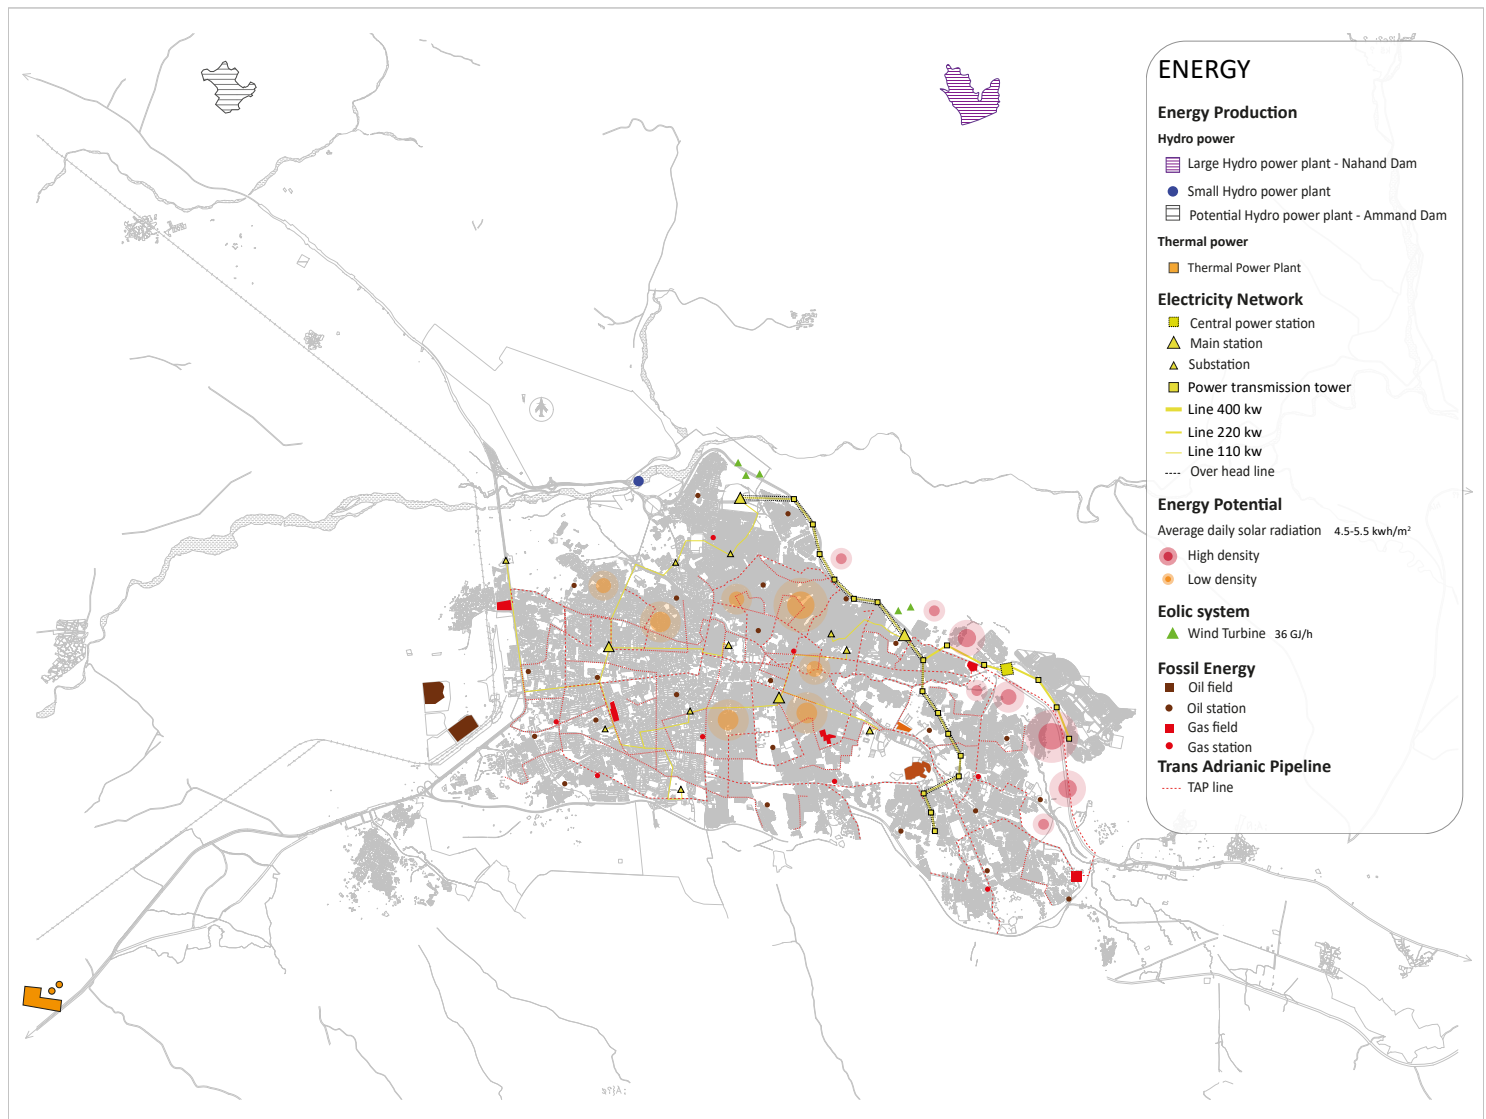 ENERGY
Energy Production
Hydro power
Large Hydro power plant - Nahand Dam
Small Hydro power plant
Potential Hydro power plant - Ammand Dam
Thermal power
Thermal Power Plant
Electricity Network
Central power station
Main station
Substation
Power transmission tower
Line 400 kw
Line 220 kw
Line 110 kw
Over head line
Energy Potential
Average daily solar radiation 4.5-5.5 kwh/m²
High density
Low density
Eolic system
Wind Turbine 36 GJ/h
Fossil Energy
Oil field
Oil station
Gas field
Gas station
Trans Adrianic Pipeline
TAP line